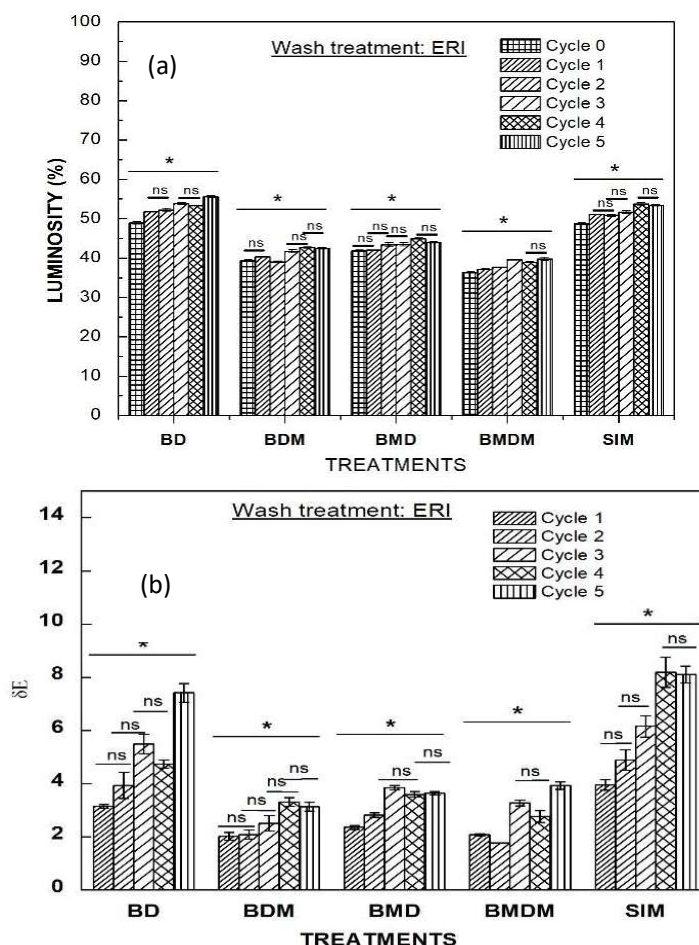 (a)
Wash treatment: ERI
Cycle 0
Cycle 1
Cycle 2
Cycle 3
Cycle 4
Cycle 5
LUMINOSITY (%)
100
90
80
70
60
50
40
30
20
10
0
*
ns
ns
*
ns
ns
ns
*
ns
ns
ns
ns
*
ns
*
ns
ns
ns
BD
BDM
BMD
BMDM
SIM
TREATMENTS
(b)
Wash treatment: ERI
Cycle 1
Cycle 2
Cycle 3
Cycle 4
Cycle 5
δE
14
12
10
8
6
4
2
0
*
ns
ns
ns
*
ns
ns
ns
ns
*
ns
ns
*
ns
*
ns
ns
ns
BD
BDM
BMD
BMDM
SIM
TREATMENTS